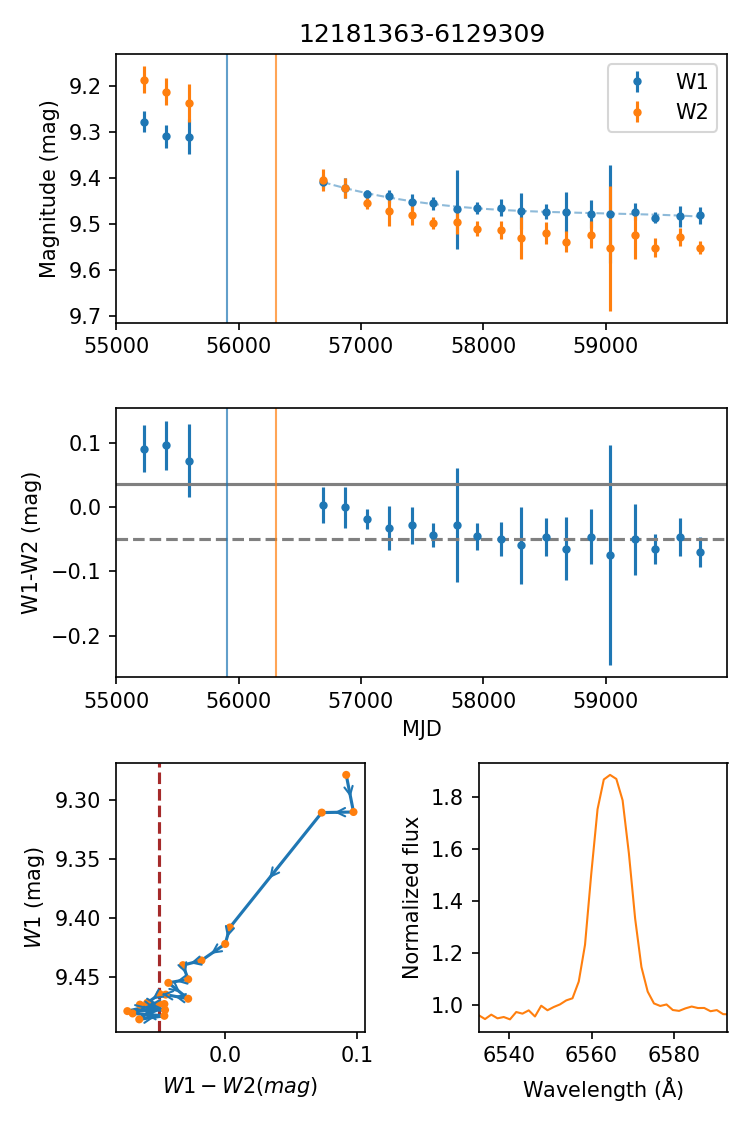 12181363-6129309
Magnitude (mag)
9.2
9.3
9.4
9.5
9.6
9.7
W1
W2
55000 56000 57000 58000 59000
W1-W2 (mag)
0.1
0.0
−0.1
−0.2
55000 56000 57000 58000 59000
MJD
W1 (mag)
9.30
9.35
9.40
9.45
0.0 0.1
W1 − W2(mag)
Normalized flux
1.8
1.6
1.4
1.2
1.0
6540 6560 6580
Wavelength (Å)